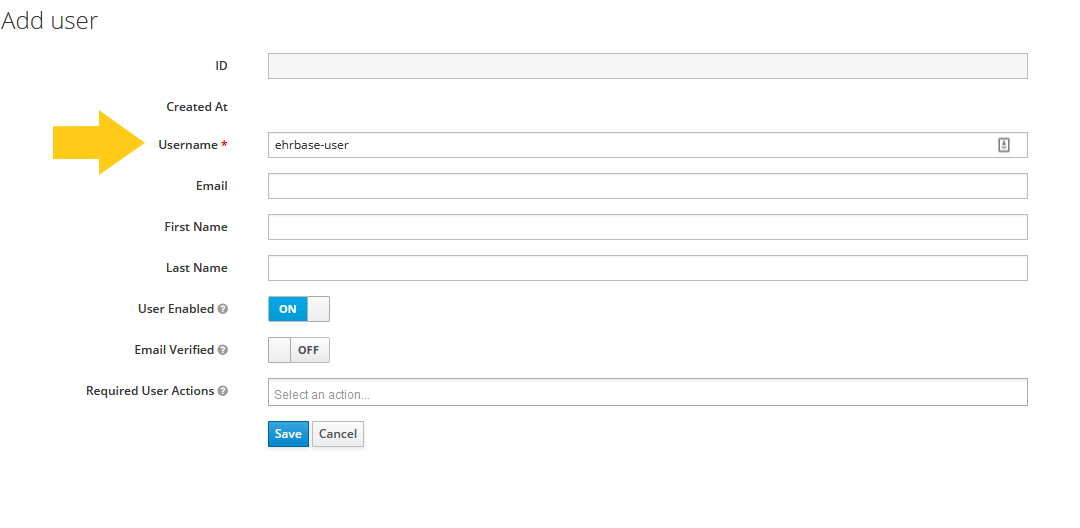 Add user
ID
Created At
Username *
ehrbase-user
Email
First Name
Last Name
User Enabled
ON
Email Verified
OFF
Required User Actions
Select an action...
Save Cancel